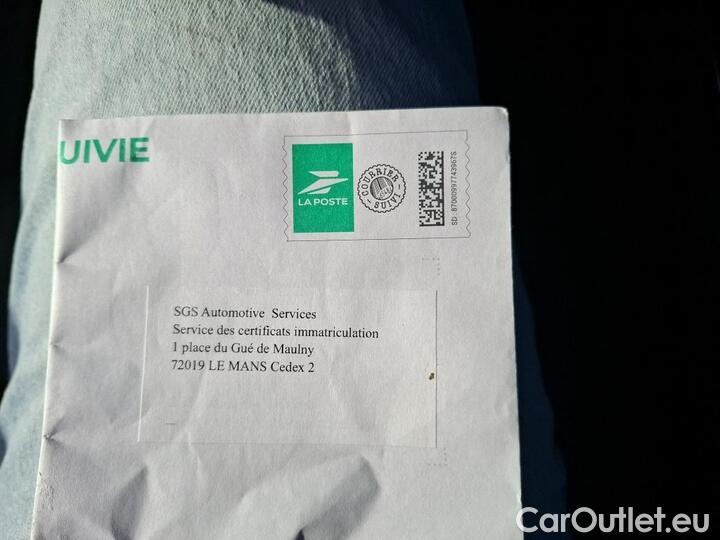 UIVIE
LA POSTE
COURRIER SUIVI
SD: 87000997743967S
SGS Automotive Services
Service des certificats immatriculation
1 place du Gué de Maulny
72019 LE MANS Cedex 2
CarOutlet.eu